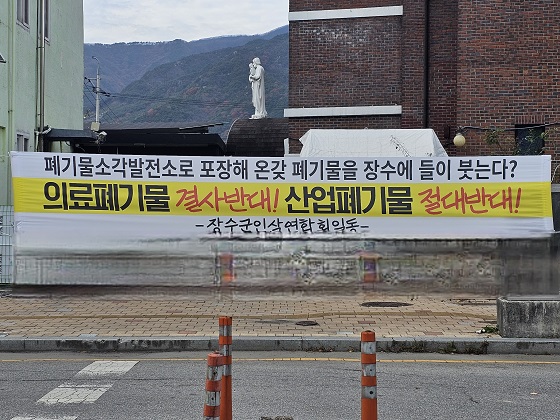 폐기물소각발전소로 포장해 온갖 폐기물을 장수에 들이 붓는다?
의료폐기물 결사반대! 산업폐기물 절대반대!
-장수군인삼연합회일동-